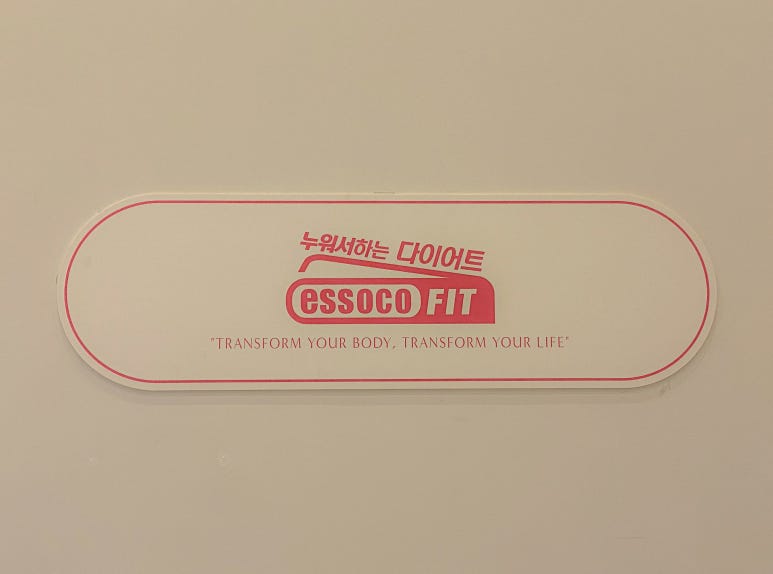 누워서하는 다이어트
essoco FIT
"TRANSFORM YOUR BODY, TRANSFORM YOUR LIFE"